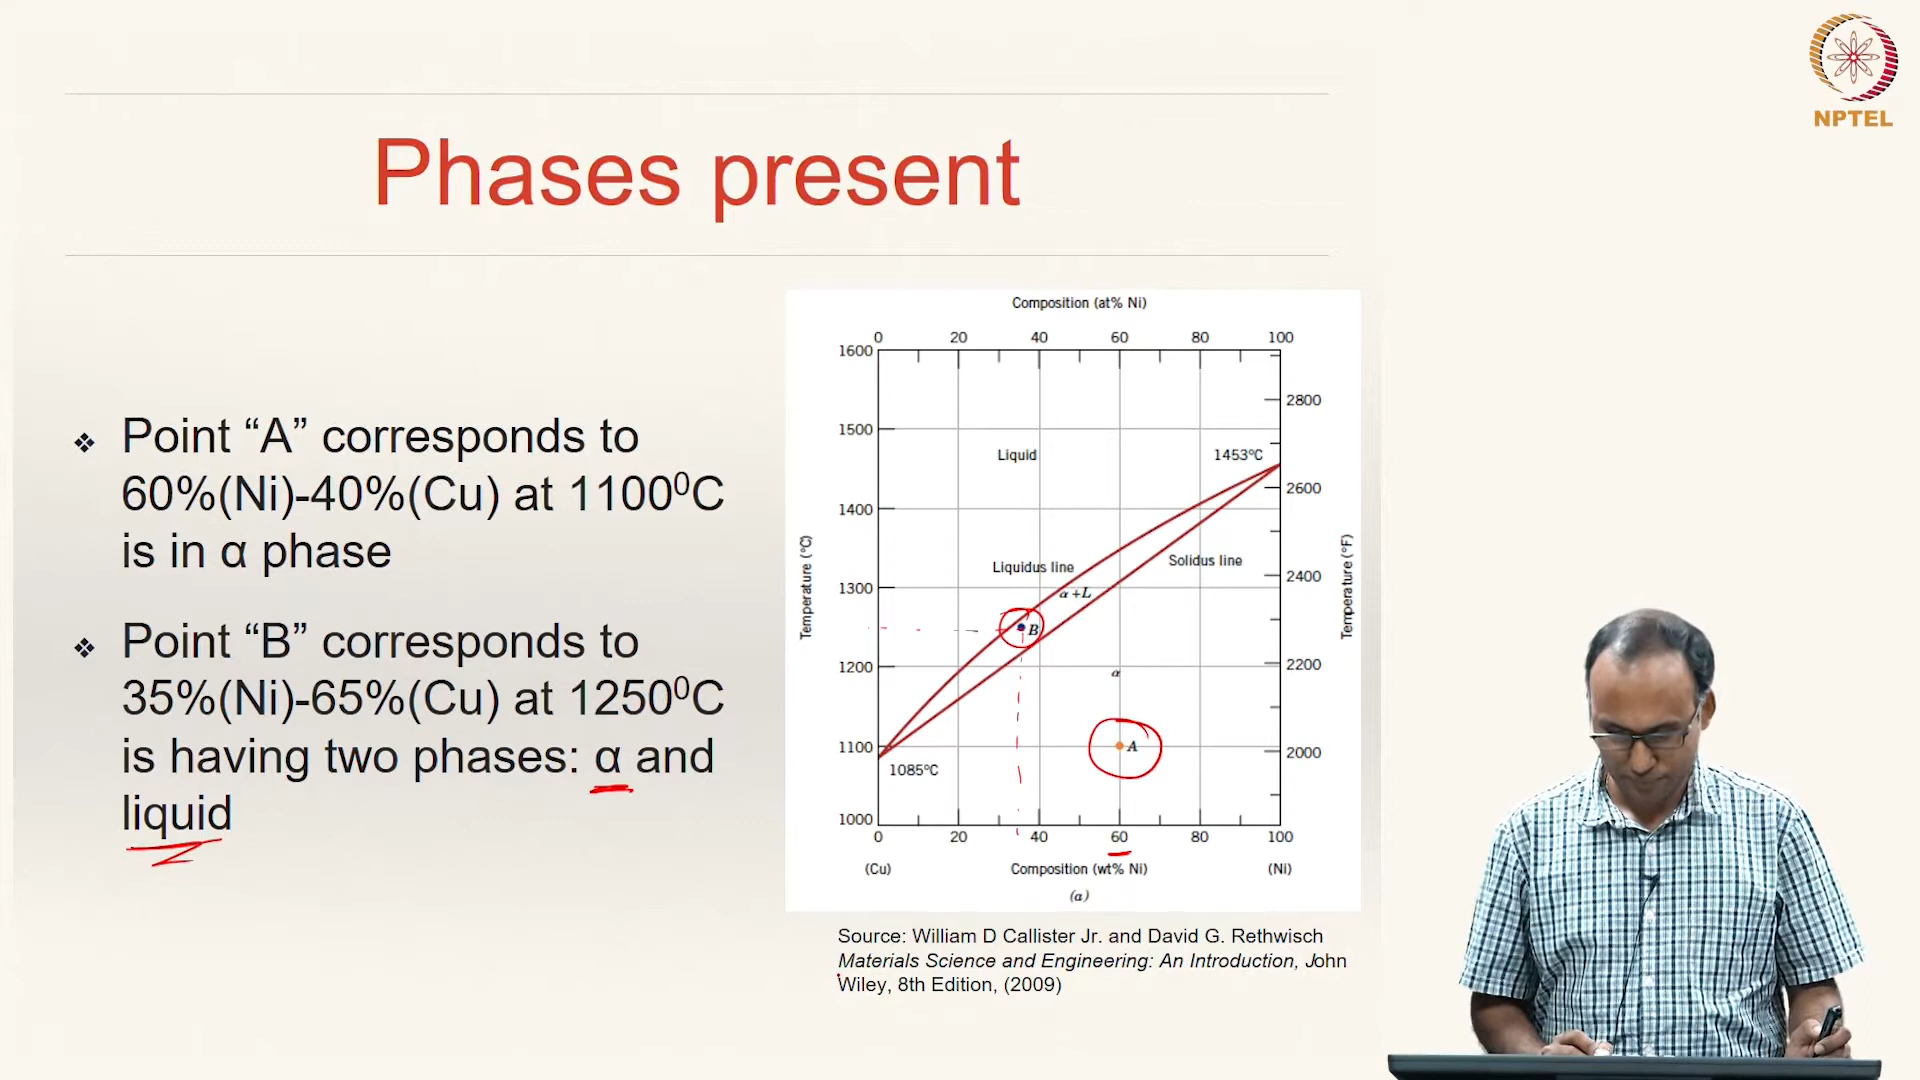 NPTEL
Phases present
Point “A” corresponds to
60%(Ni)-40%(Cu) at 1100⁰C
is in α phase
Point “B” corresponds to
35%(Ni)-65%(Cu) at 1250⁰C
is having two phases: α and
liquid
Composition (at% Ni)
0 20 40 60 80 100
1600
1500
1400
1300
1200
1100
1000
Temperature (°C)
2800
2600
2400
2200
2000
Temperature (°F)
Liquid
1453°C
Liquidus line
Solidus line
α + L
B
α
A
1085°C
0 20 40 60 80 100
(Cu) Composition (wt% Ni) (Ni)
(a)
Source: William D Callister Jr. and David G. Rethwisch
Materials Science and Engineering: An Introduction, John
Wiley, 8th Edition, (2009)